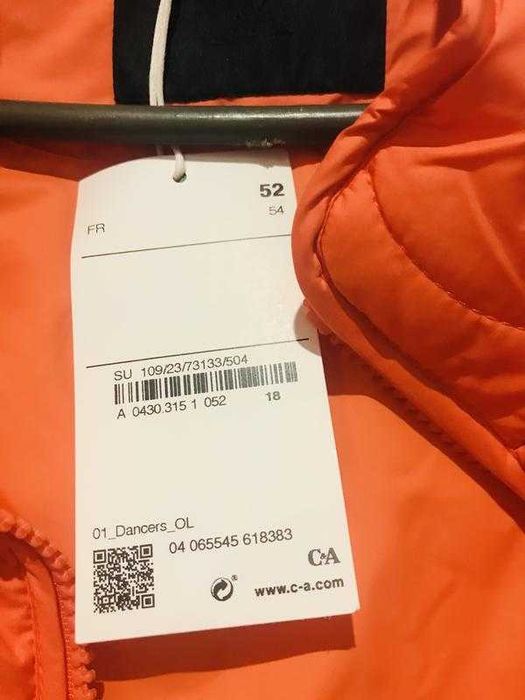 52
FR 54
SU 109/23/73133/504
A 0430.315 1 052 18
01_Dancers_OL
04 065545 618383
C&A
www.c-a.com